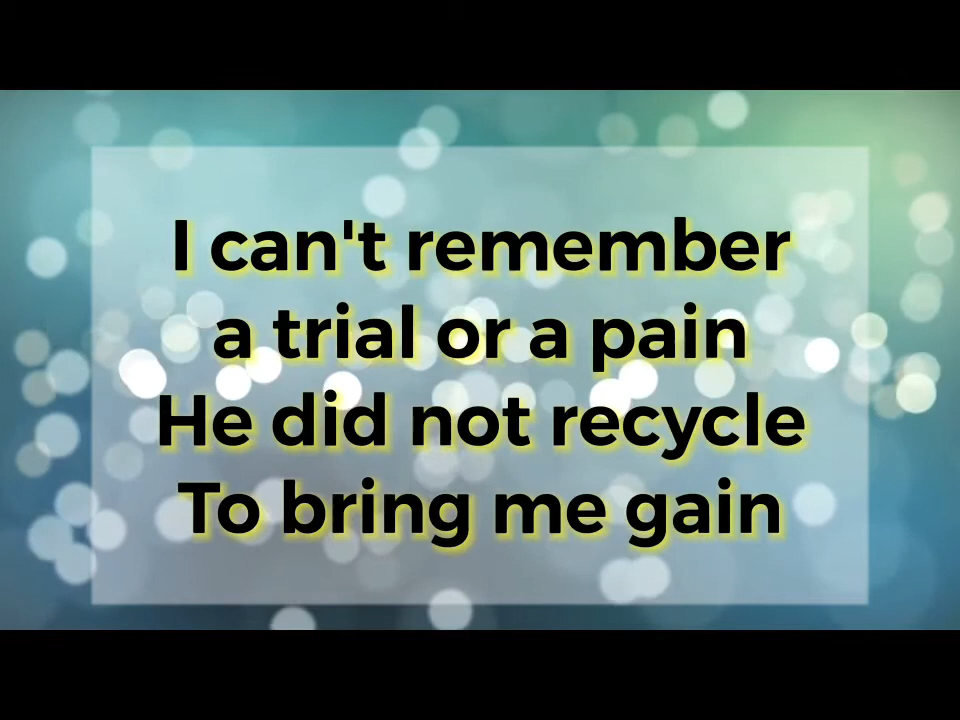 I can't remember
a trial or a pain
He did not recycle
To bring me gain